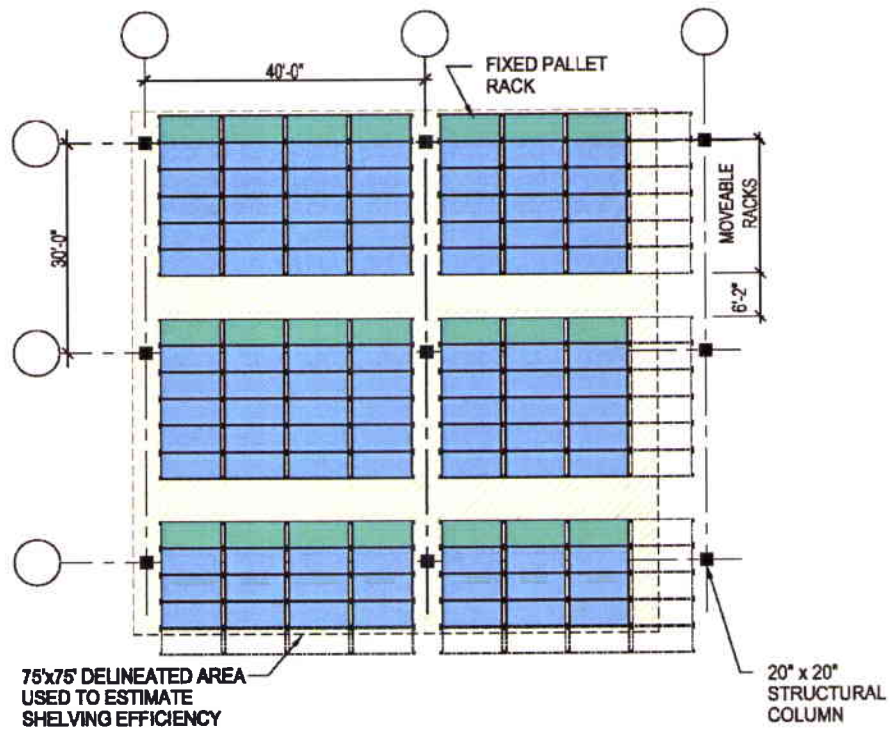 40'-0"
FIXED PALLET
RACK
30'-0"
MOVEABLE
RACKS
6'-2"
75'x75' DELINEATED AREA
USED TO ESTIMATE
SHELVING EFFICIENCY
20" x 20"
STRUCTURAL
COLUMN